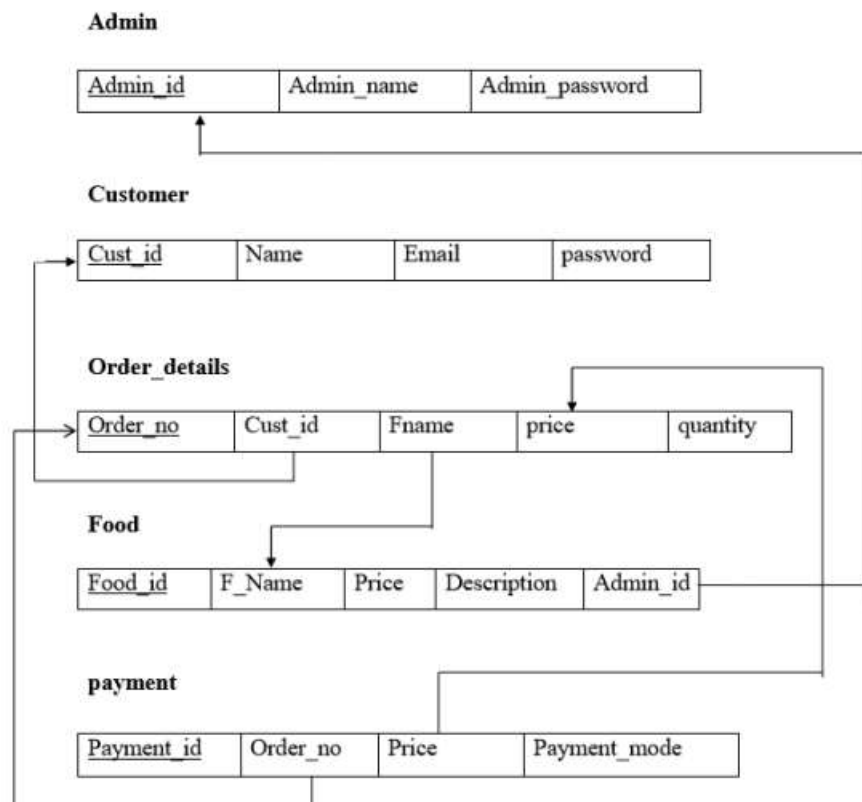 Admin
Admin_id Admin_name Admin_password
Customer
Cust_id Name Email password
Order_details
Order_no Cust_id Fname price quantity
Food
Food_id F_Name Price Description Admin_id
payment
Payment_id Order_no Price Payment_mode